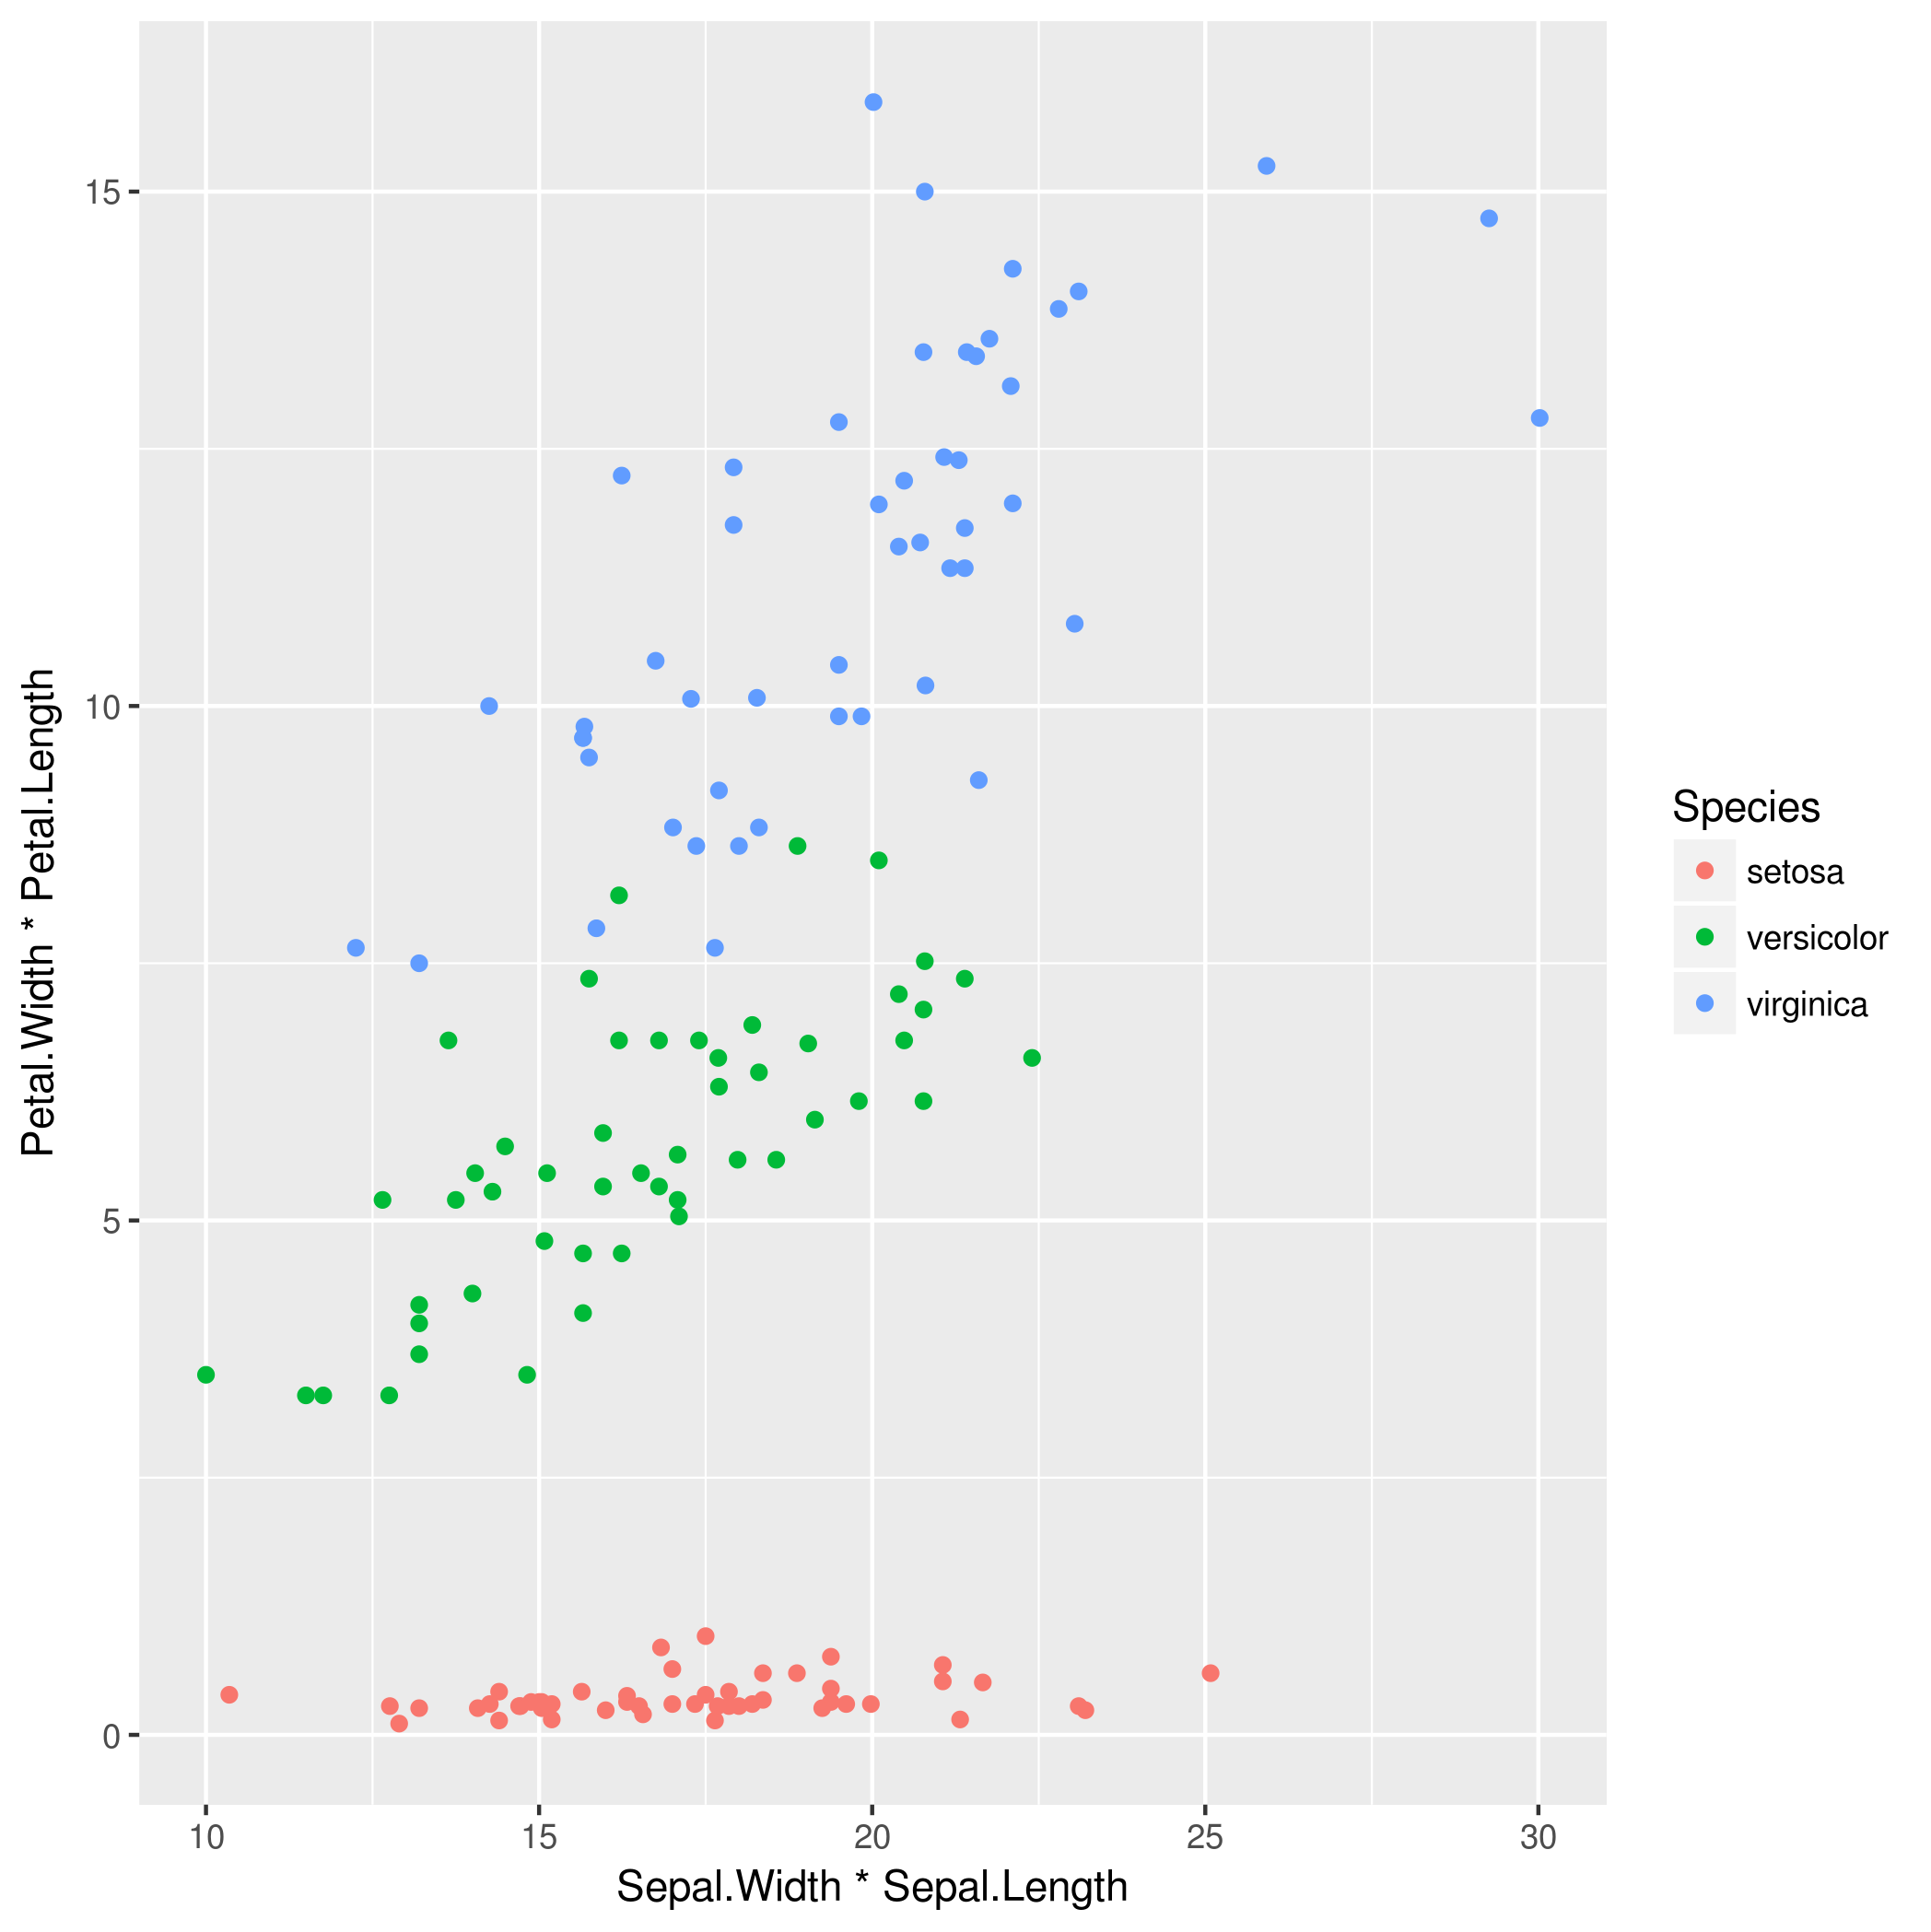 15
10
5
0
Petal.Width * Petal.Length
10 15 20 25 30
Sepal.Width * Sepal.Length
Species
setosa
versicolor
virginica